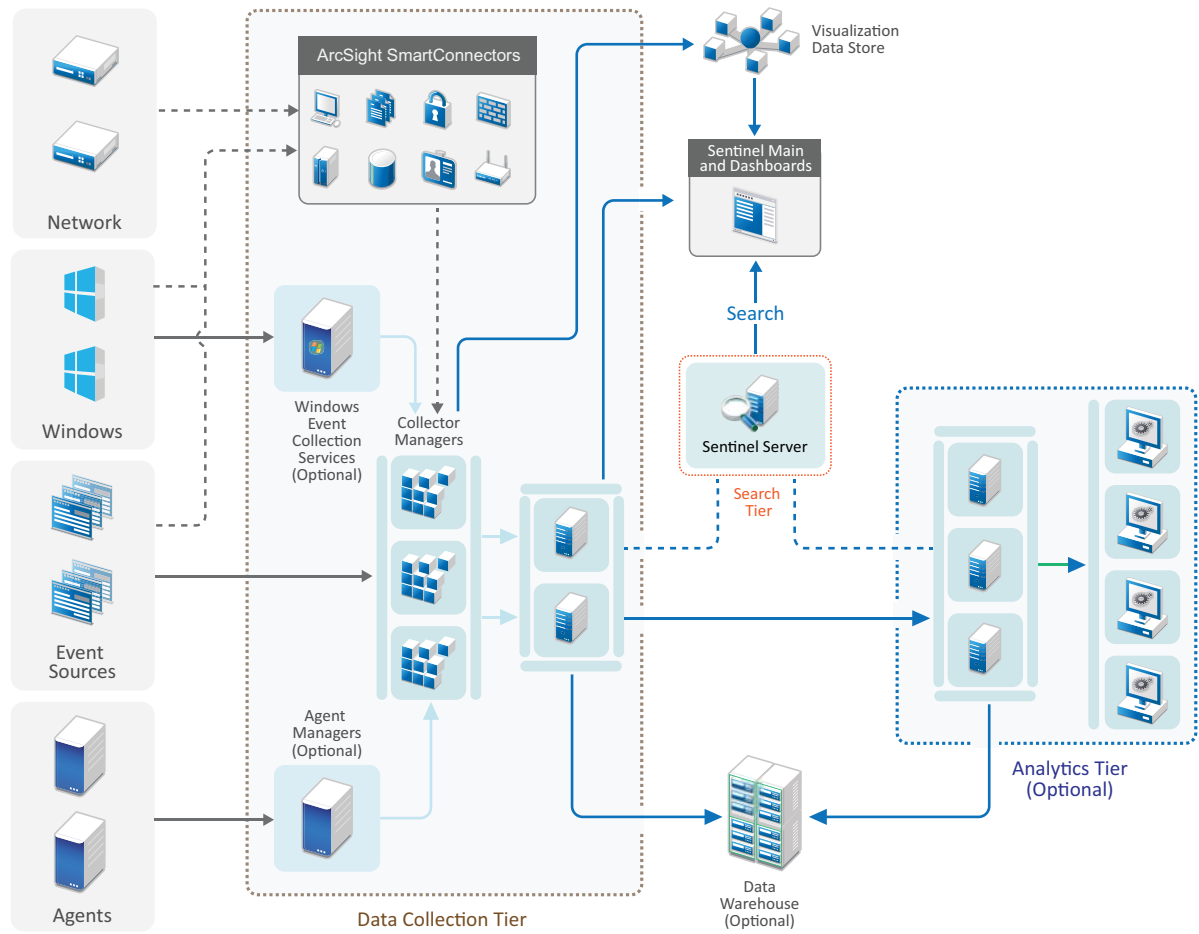 Visualization
Data Store
ArcSight SmartConnectors
Sentinel Main
and Dashboards
Network
Windows
Event
Collection
Services
(Optional)
Collector
Managers
Search
Sentinel Server
Search
Tier
Windows
Event
Sources
Agent
Managers
(Optional)
Analytics Tier
(Optional)
Agents
Data Collection Tier
Data
Warehouse
(Optional)